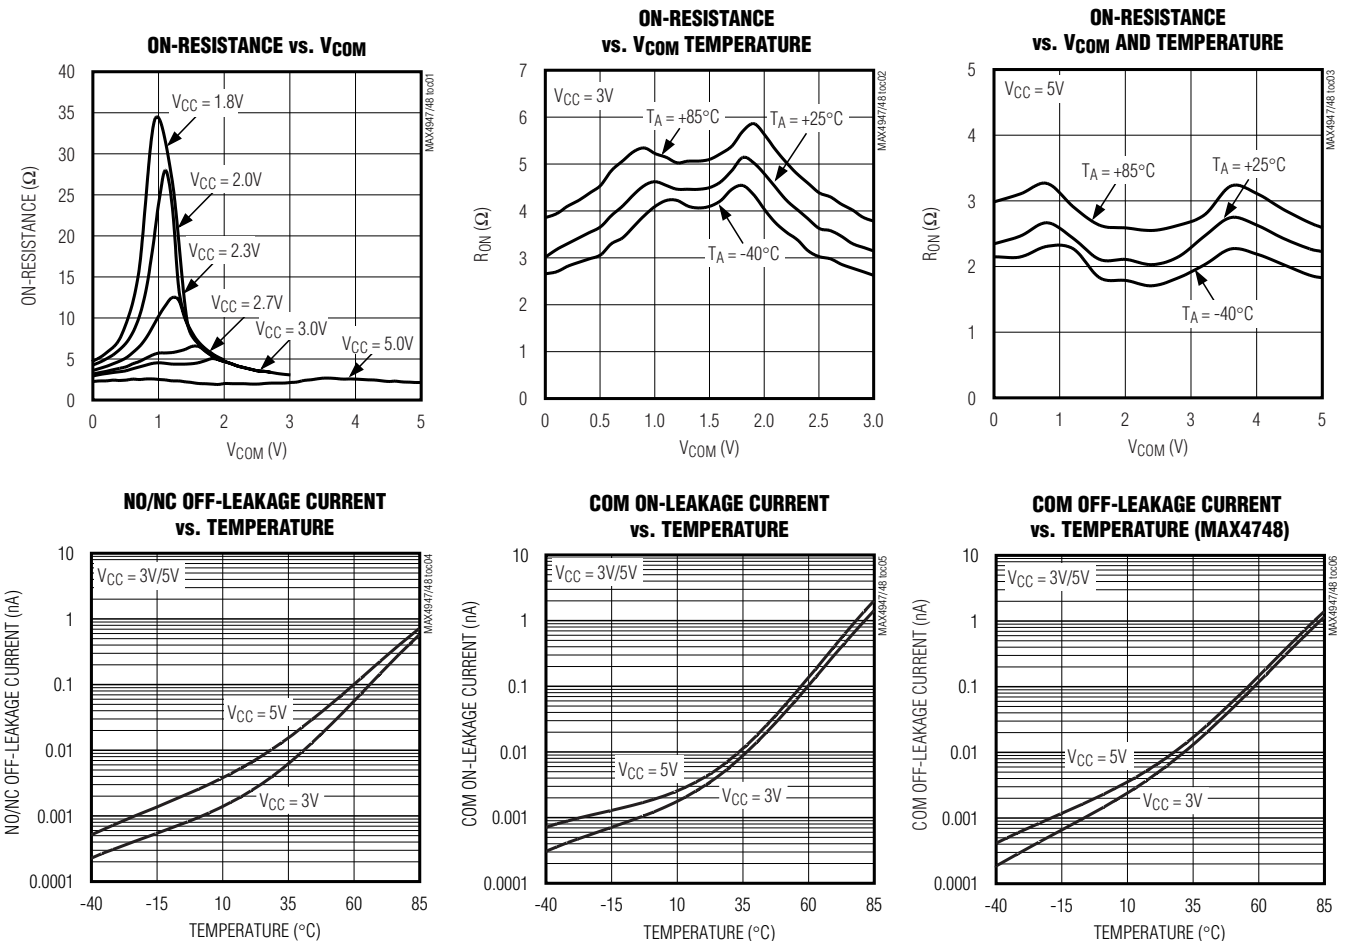 ON-RESISTANCE vs. VCOM
40
35
30
25
20
15
10
5
0
ON-RESISTANCE (Ω)
VCC = 1.8V
VCC = 2.0V
VCC = 2.3V
VCC = 2.7V
VCC = 3.0V
VCC = 5.0V
MAX4947/48 toc01
0 1 2 3 4 5
VCOM (V)
ON-RESISTANCE
vs. VCOM TEMPERATURE
7
6
5
4
3
2
1
0
RON (Ω)
VCC = 3V
TA = +85°C
TA = +25°C
TA = -40°C
MAX4947/48 toc02
0 0.5 1.0 1.5 2.0 2.5 3.0
VCOM (V)
ON-RESISTANCE
vs. VCOM AND TEMPERATURE
5
4
3
2
1
0
RON (Ω)
VCC = 5V
TA = +85°C
TA = +25°C
TA = -40°C
MAX4947/48 toc03
0 1 2 3 4 5
VCOM (V)
NO/NC OFF-LEAKAGE CURRENT
vs. TEMPERATURE
10
1
0.1
0.01
0.001
0.0001
NO/NC OFF-LEAKAGE CURRENT (nA)
VCC = 3V/5V
VCC = 5V
VCC = 3V
MAX4947/48 toc04
-40 -15 10 35 60 85
TEMPERATURE (°C)
COM ON-LEAKAGE CURRENT
vs. TEMPERATURE
10
1
0.1
0.01
0.001
0.0001
COM ON-LEAKAGE CURRENT (nA)
VCC = 3V/5V
VCC = 5V
VCC = 3V
MAX4947/48 toc05
-40 -15 10 35 60 85
TEMPERATURE (°C)
COM OFF-LEAKAGE CURRENT
vs. TEMPERATURE (MAX4748)
10
1
0.1
0.01
0.001
0.0001
COM OFF-LEAKAGE CURRENT (nA)
VCC = 3V/5V
VCC = 5V
VCC = 3V
MAX4947/48 toc06
-40 -15 10 35 60 85
TEMPERATURE (°C)